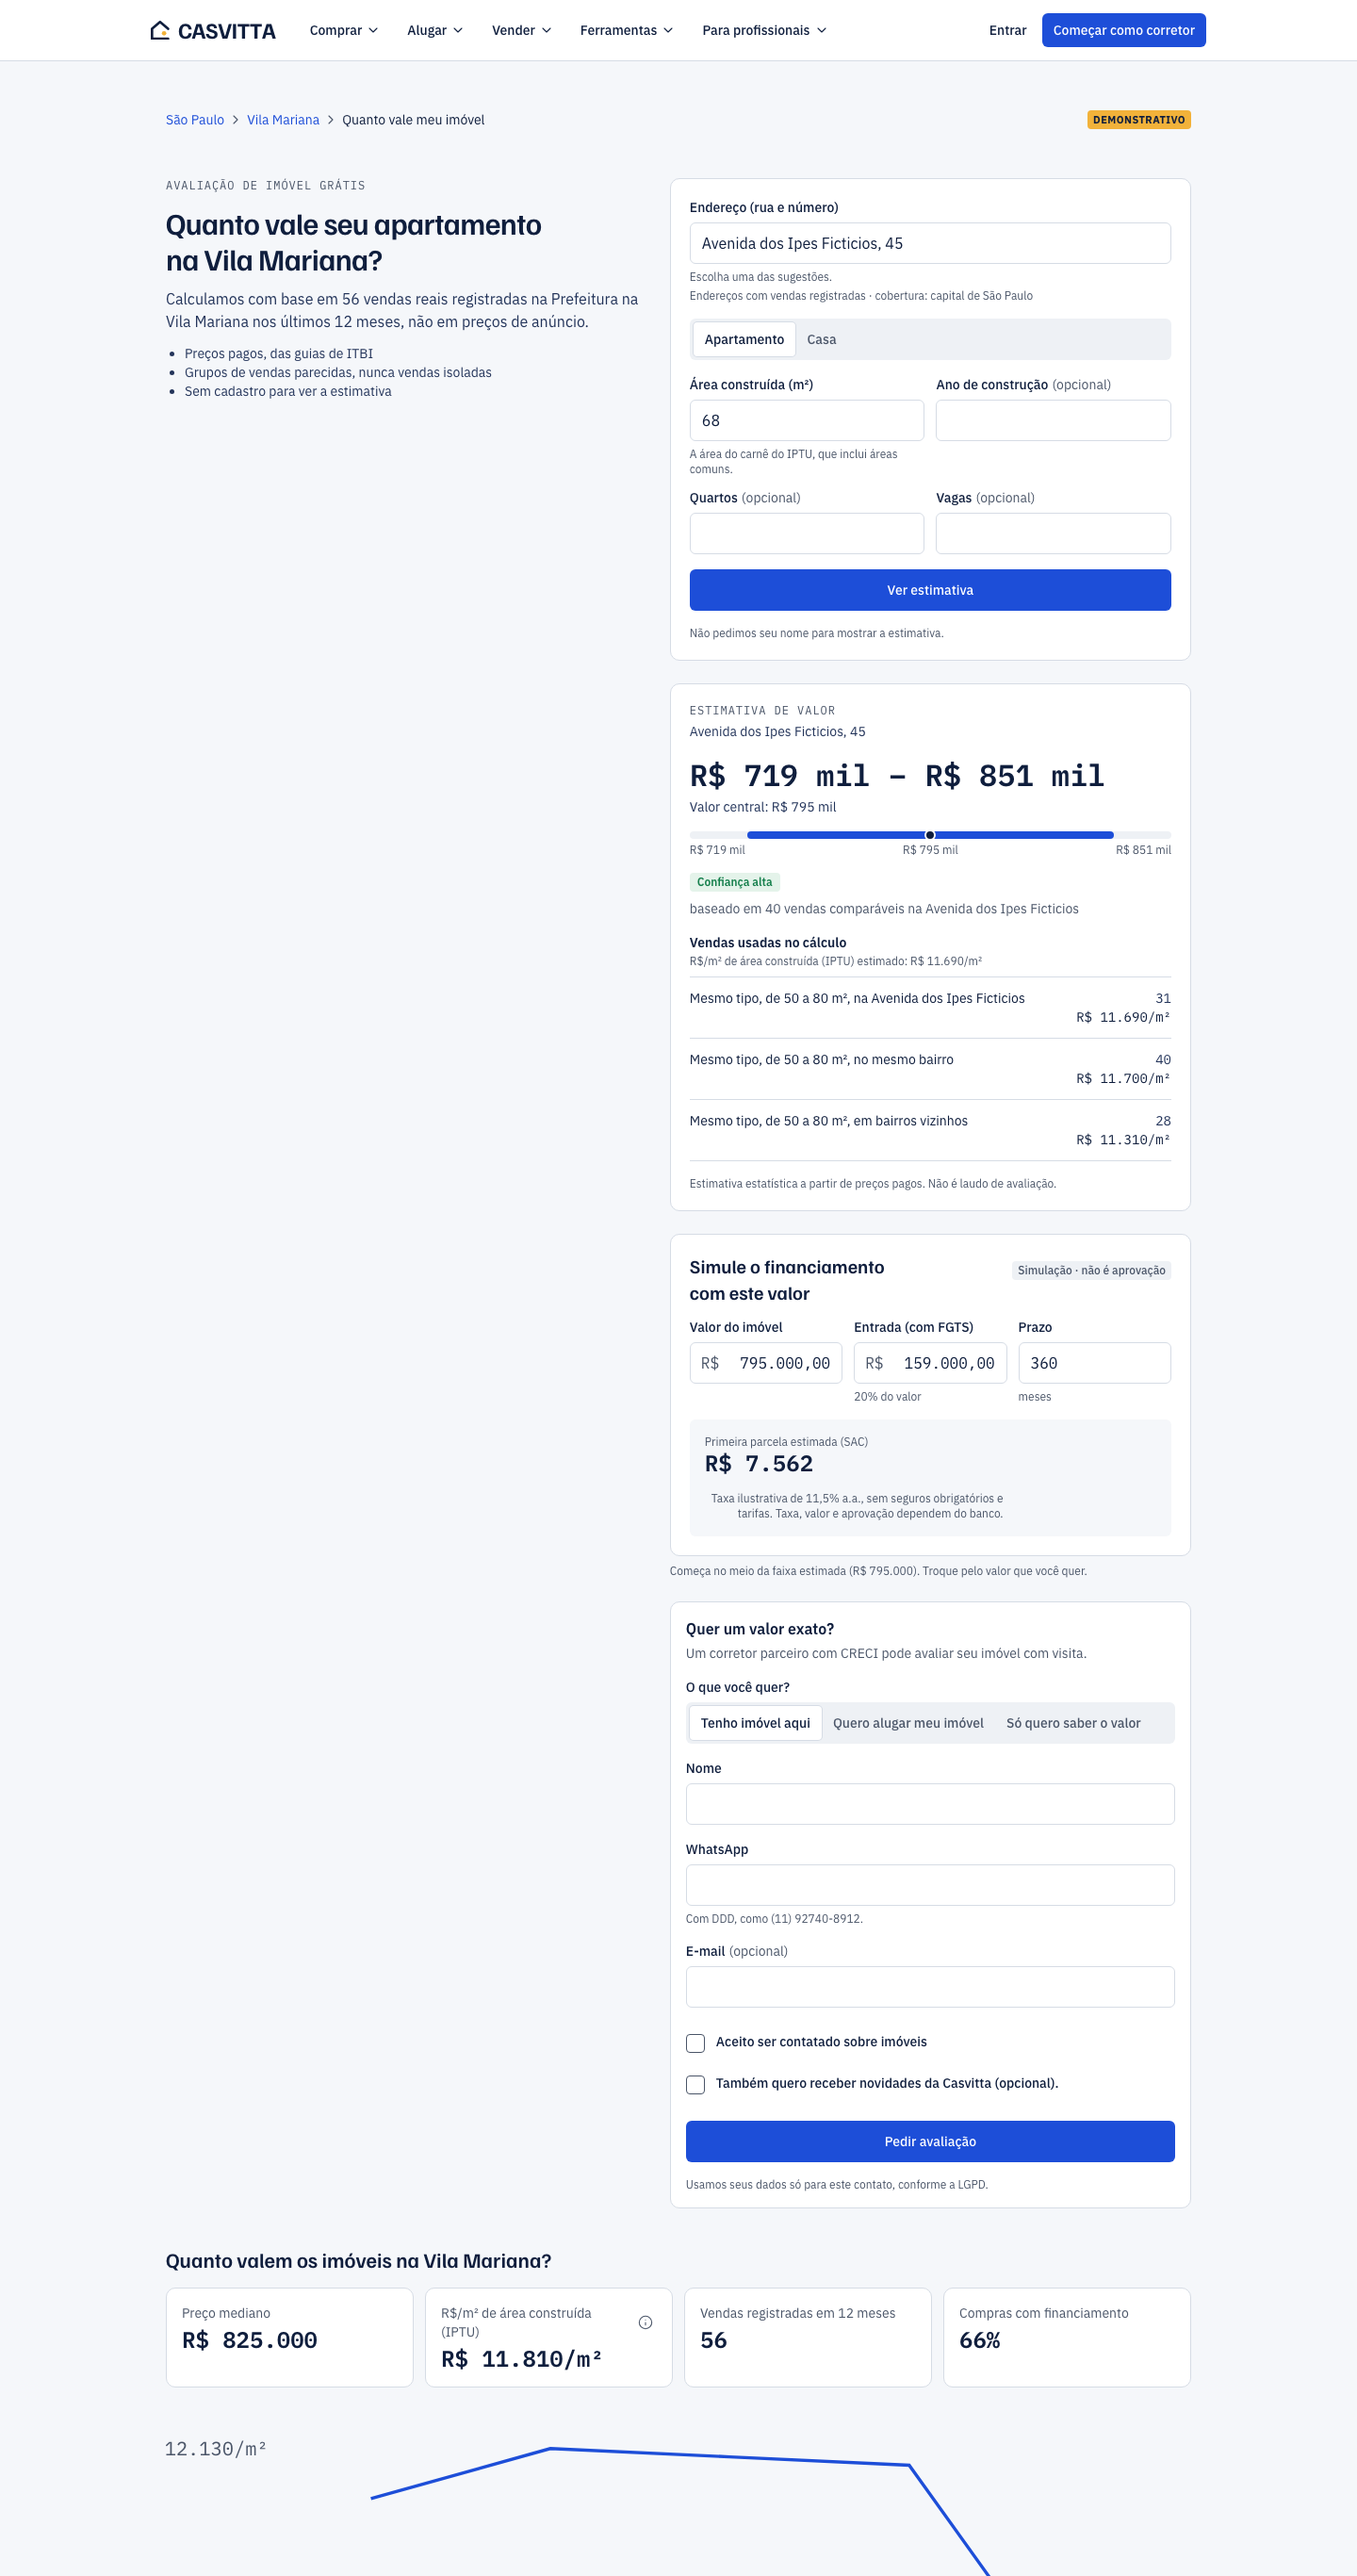 CASVITTA
Comprar
Alugar
Vender
Ferramentas
Para profissionais
Entrar
Começar como corretor
São Paulo > Vila Mariana > Quanto vale meu imóvel
DEMONSTRATIVO
AVALIAÇÃO DE IMÓVEL GRÁTIS
Quanto vale seu apartamento
na Vila Mariana?
Calculamos com base em 56 vendas reais registradas na Prefeitura na
Vila Mariana nos últimos 12 meses, não em preços de anúncio.
• Preços pagos, das guias de ITBI
• Grupos de vendas parecidas, nunca vendas isoladas
• Sem cadastro para ver a estimativa
Endereço (rua e número)
Avenida dos Ipes Ficticios, 45
Escolha uma das sugestões.
Endereços com vendas registradas · cobertura: capital de São Paulo
Apartamento
Casa
Área construída (m²)
Ano de construção (opcional)
68
A área do carnê do IPTU, que inclui áreas
comuns.
Quartos (opcional)
Vagas (opcional)
Ver estimativa
Não pedimos seu nome para mostrar a estimativa.
ESTIMATIVA DE VALOR
Avenida dos Ipes Ficticios, 45
R$ 719 mil – R$ 851 mil
Valor central: R$ 795 mil
R$ 719 mil
R$ 795 mil
R$ 851 mil
Confiança alta
baseado em 40 vendas comparáveis na Avenida dos Ipes Ficticios
Vendas usadas no cálculo
R$/m² de área construída (IPTU) estimado: R$ 11.690/m²
Mesmo tipo, de 50 a 80 m², na Avenida dos Ipes Ficticios
31
R$ 11.690/m²
Mesmo tipo, de 50 a 80 m², no mesmo bairro
40
R$ 11.700/m²
Mesmo tipo, de 50 a 80 m², em bairros vizinhos
28
R$ 11.310/m²
Estimativa estatística a partir de preços pagos. Não é laudo de avaliação.
Simule o financiamento
com este valor
Simulação · não é aprovação
Valor do imóvel
Entrada (com FGTS)
Prazo
R$ 795.000,00
R$ 159.000,00
360
20% do valor
meses
Primeira parcela estimada (SAC)
R$ 7.562
Taxa ilustrativa de 11,5% a.a., sem seguros obrigatórios e
tarifas. Taxa, valor e aprovação dependem do banco.
Começa no meio da faixa estimada (R$ 795.000). Troque pelo valor que você quer.
Quer um valor exato?
Um corretor parceiro com CRECI pode avaliar seu imóvel com visita.
O que você quer?
Tenho imóvel aqui
Quero alugar meu imóvel
Só quero saber o valor
Nome
WhatsApp
Com DDD, como (11) 92740-8912.
E-mail (opcional)
Aceito ser contatado sobre imóveis
Também quero receber novidades da Casvitta (opcional).
Pedir avaliação
Usamos seus dados só para este contato, conforme a LGPD.
Quanto valem os imóveis na Vila Mariana?
Preço mediano
R$ 825.000
R$/m² de área construída
(IPTU)
R$ 11.810/m²
Vendas registradas em 12 meses
56
Compras com financiamento
66%
12.130/m²